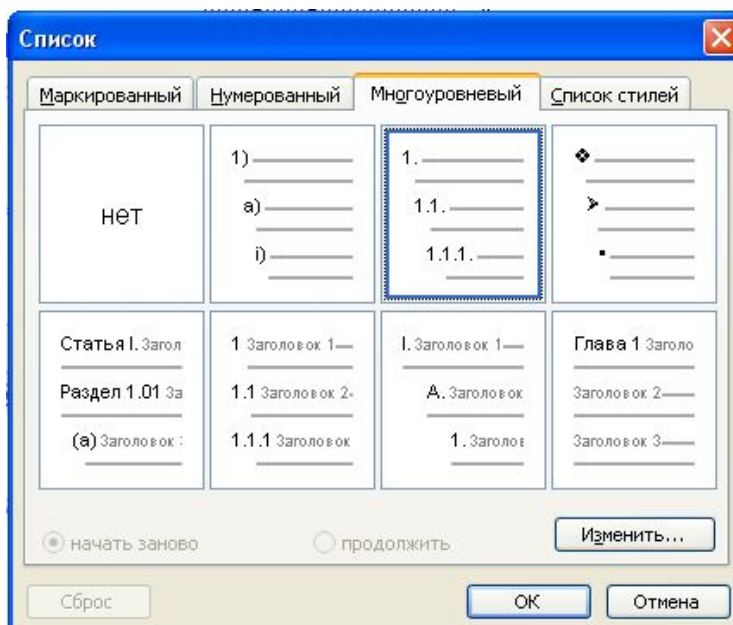 Список
Маркированный Нумерованный Многоуровневый Список стилей
нет
1)
a)
i)
1.
1.1.
1.1.1.
Статья I. Загол
Раздел 1.01 За
(a) Заголовок
1 Заголовок 1
1.1 Заголовок 2
1.1.1 Заголовок
I. Заголовок 1
A. Заголовок
1. Заголов
Глава 1 Заголо
Заголовок 2
Заголовок 3
начать заново продолжить Изменить...
Сброс ОК Отмена